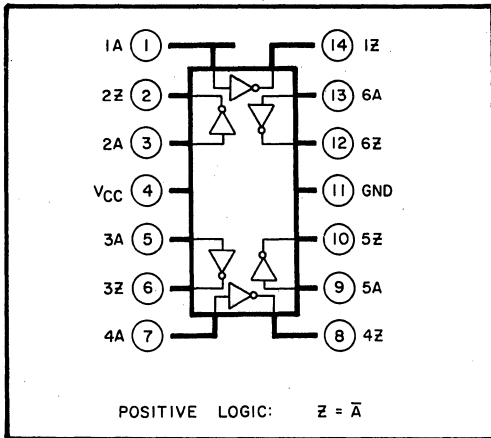 1A 1 14 1Z
2Z 2 13 6A
2A 3 12 6Z
VCC 4 11 GND
3A 5 10 5Z
3Z 6 9 5A
4A 7 8 4Z
POSITIVE LOGIC: Z = A̅